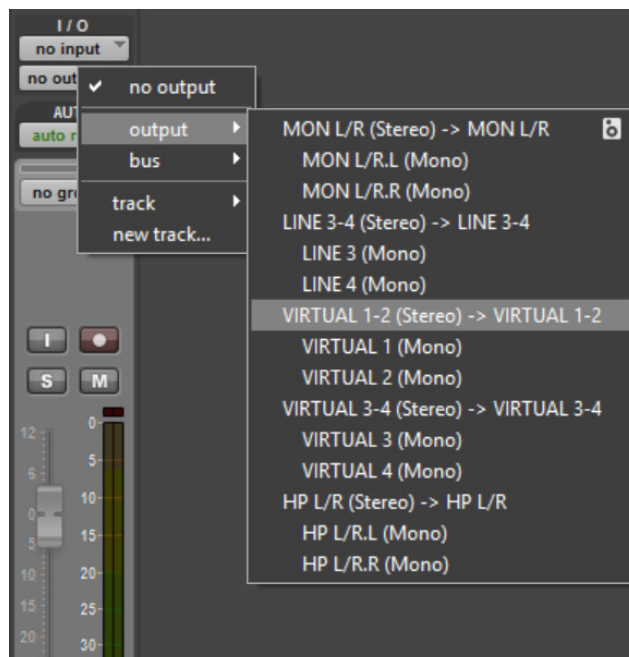 I / O
no input
no out
AU
auto r
no gr
✓ no output
output
bus
track
new track...
MON L/R (Stereo) -> MON L/R
MON L/R.L (Mono)
MON L/R.R (Mono)
LINE 3-4 (Stereo) -> LINE 3-4
LINE 3 (Mono)
LINE 4 (Mono)
VIRTUAL 1-2 (Stereo) -> VIRTUAL 1-2
VIRTUAL 1 (Mono)
VIRTUAL 2 (Mono)
VIRTUAL 3-4 (Stereo) -> VIRTUAL 3-4
VIRTUAL 3 (Mono)
VIRTUAL 4 (Mono)
HP L/R (Stereo) -> HP L/R
HP L/R.L (Mono)
HP L/R.R (Mono)
I
S M
12 0
6 5
0 10
5 15
10 20
15 25
20 30